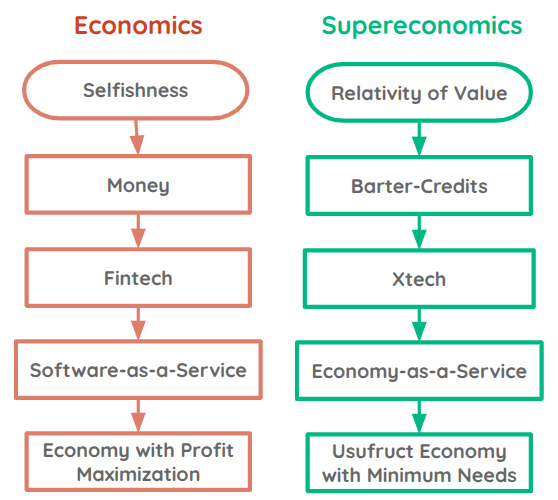 Economics
Selfishness
Money
Fintech
Software-as-a-Service
Economy with Profit
Maximization
Supereconomics
Relativity of Value
Barter-Credits
Xtech
Economy-as-a-Service
Usufruct Economy
with Minimum Needs